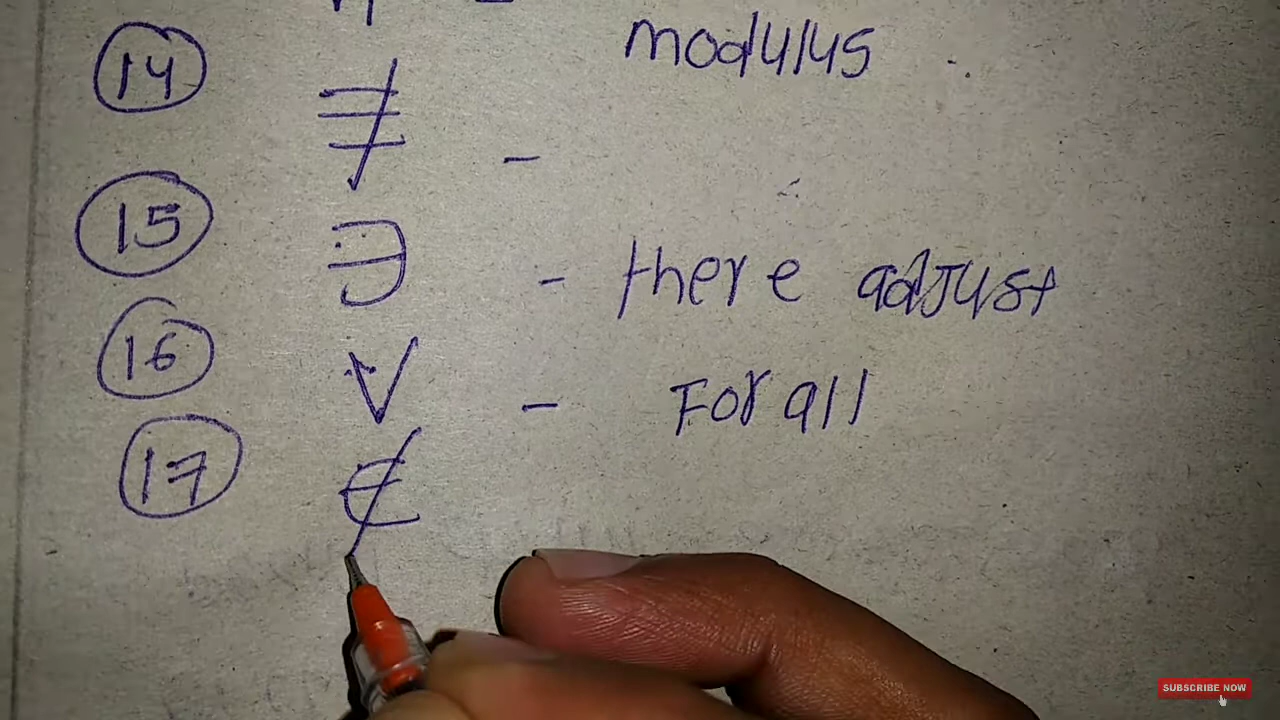 modulus
14 ≢ -
15 ∃ - there adjust
16 ∀ - For all
17 ∉
SUBSCRIBE NOW